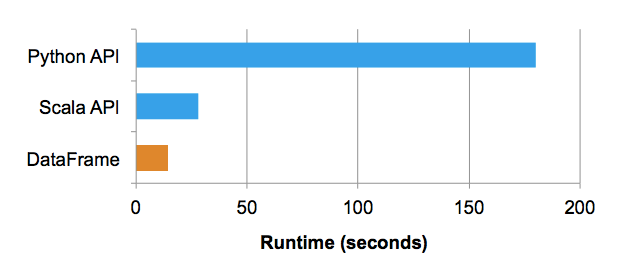 Python API
Scala API
DataFrame
0 50 100 150 200
Runtime (seconds)